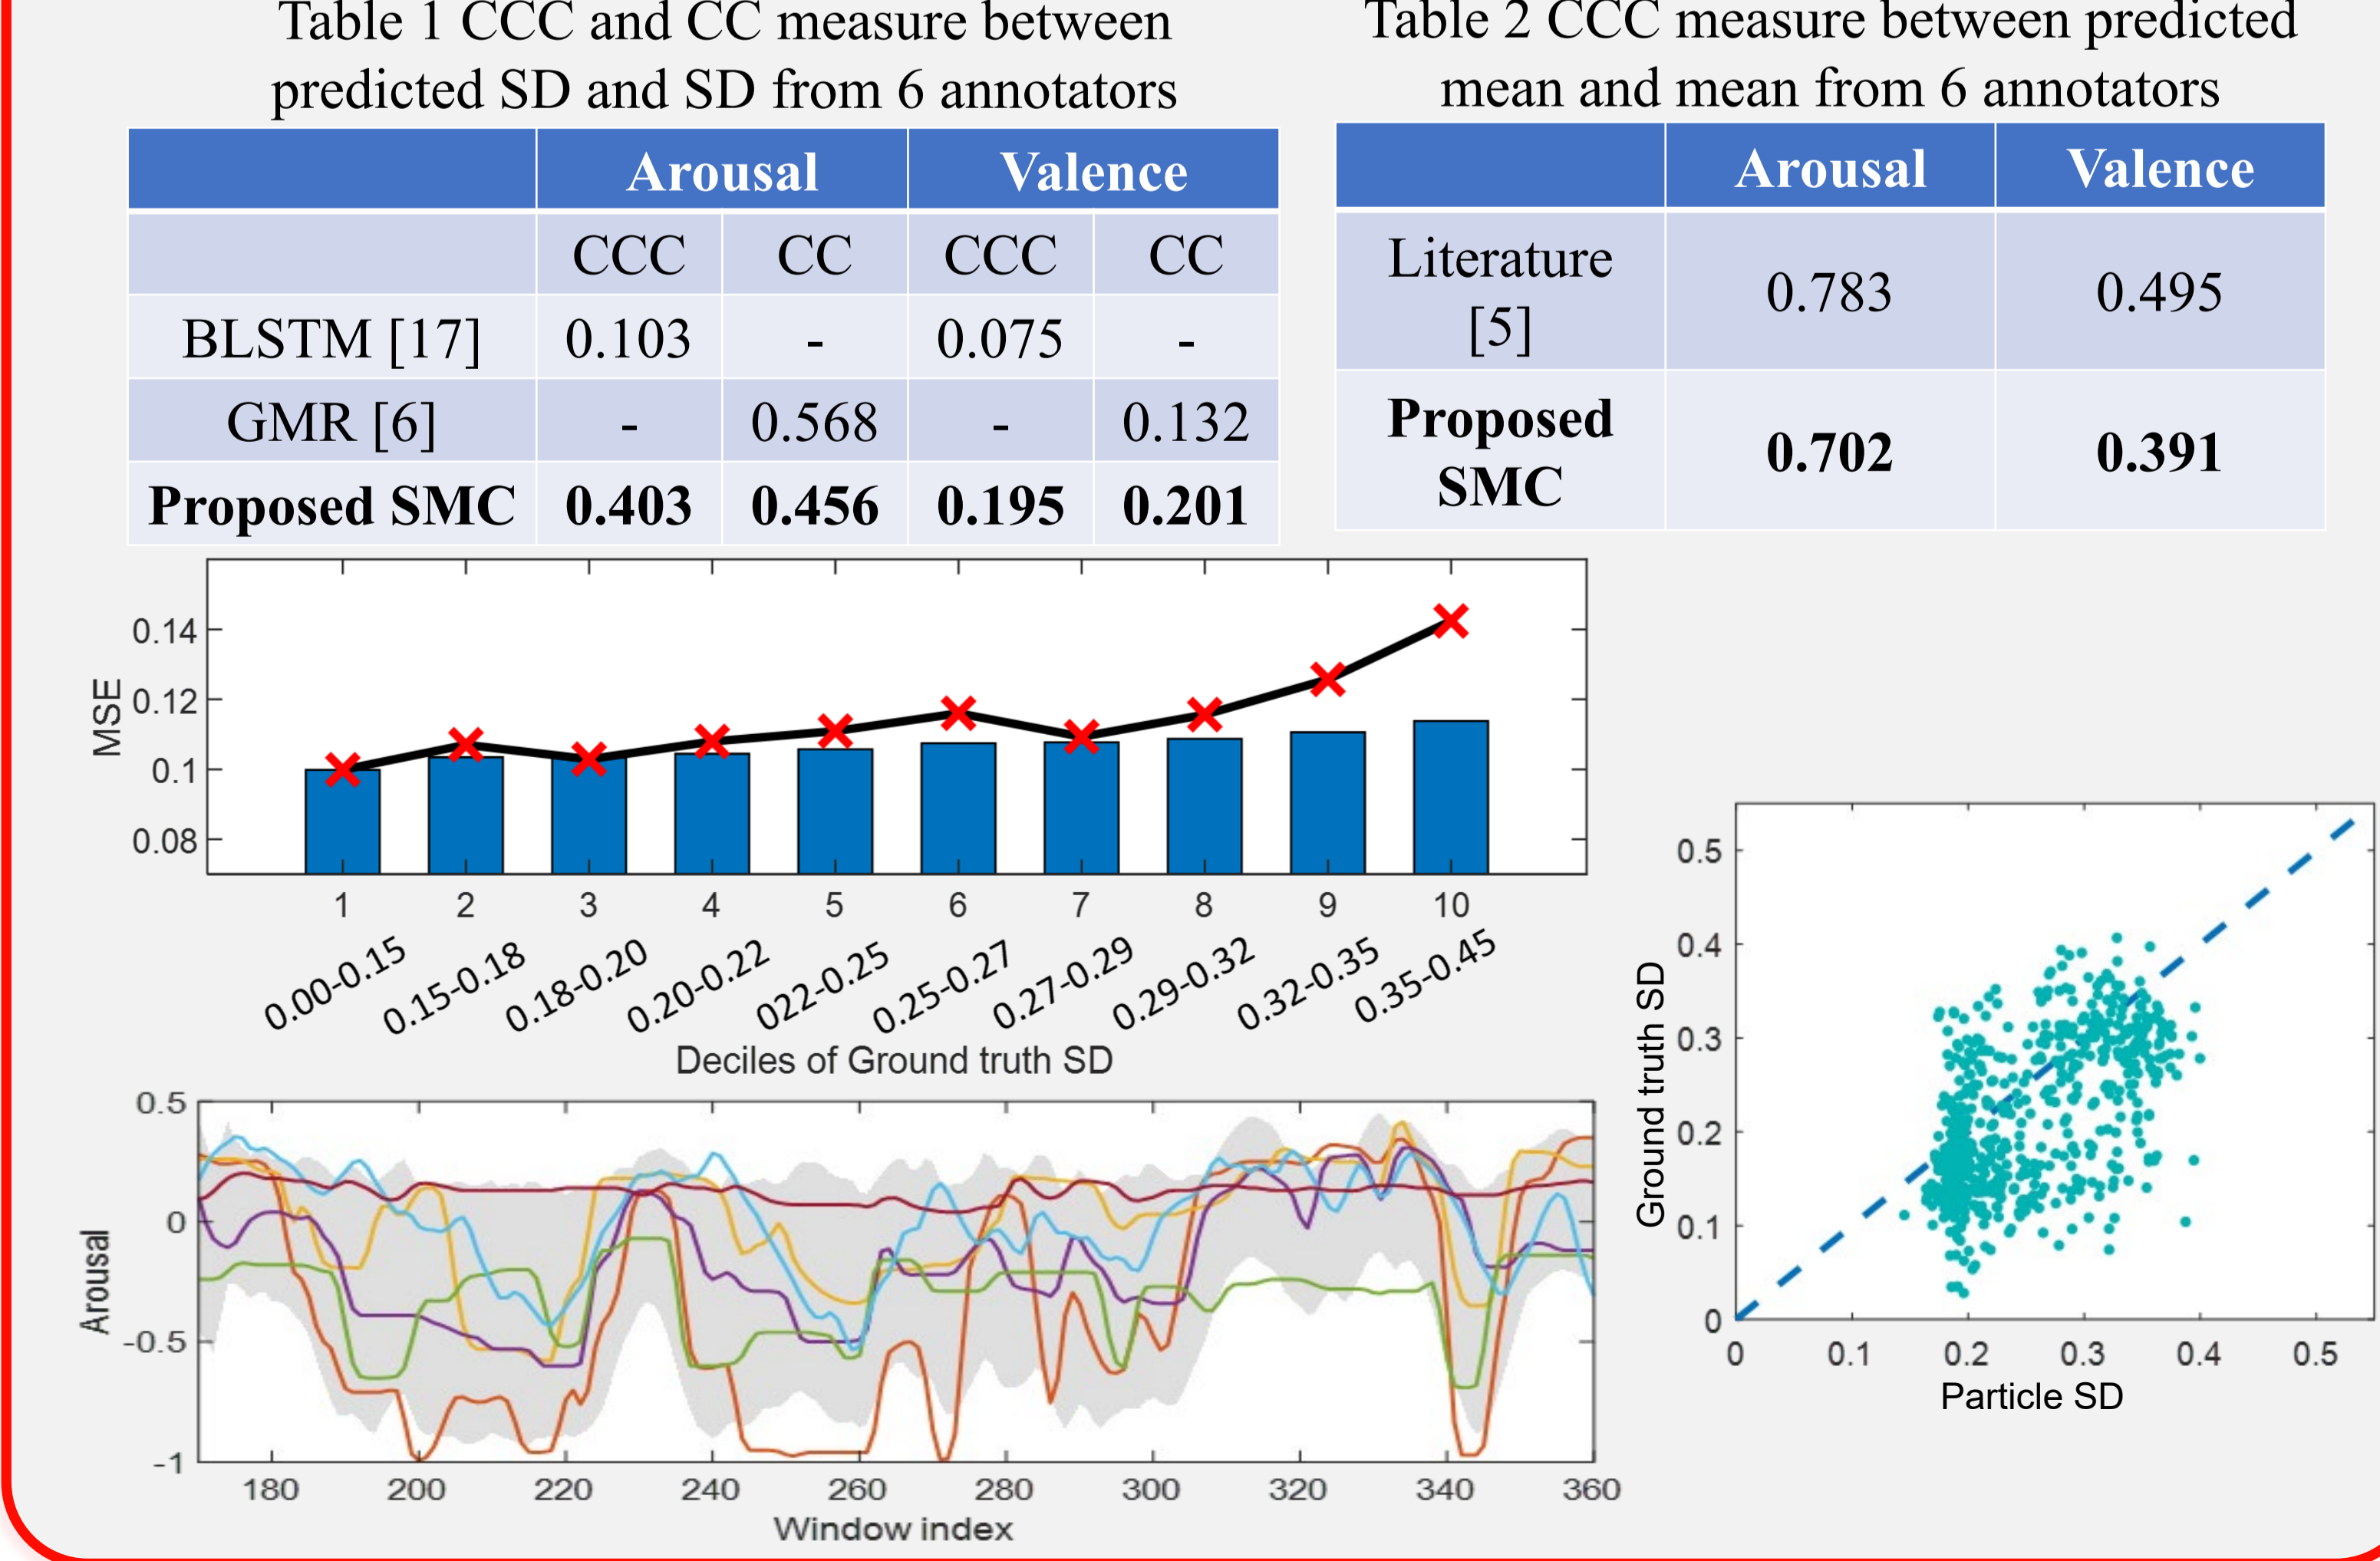 Table 1 CCC and CC measure between
predicted SD and SD from 6 annotators
Arousal Valence
CCC CC CCC CC
BLSTM [17] 0.103 - 0.075 -
GMR [6] - 0.568 - 0.132
Proposed SMC 0.403 0.456 0.195 0.201
Table 2 CCC measure between predicted
mean and mean from 6 annotators
Arousal Valence
Literature
[5] 0.783 0.495
Proposed
SMC 0.702 0.391
MSE
0.14
0.12
0.1
0.08
1 2 3 4 5 6 7 8 9 10
0.00-0.15 0.15-0.18 0.18-0.20 0.20-0.22 022-0.25 0.25-0.27 0.27-0.29 0.29-0.32 0.32-0.35 0.35-0.45
Deciles of Ground truth SD
Arousal
0.5
0
-0.5
-1
180 200 220 240 260 280 300 320 340 360
Window index
Ground truth SD
0.5
0.4
0.3
0.2
0.1
0
0 0.1 0.2 0.3 0.4 0.5
Particle SD